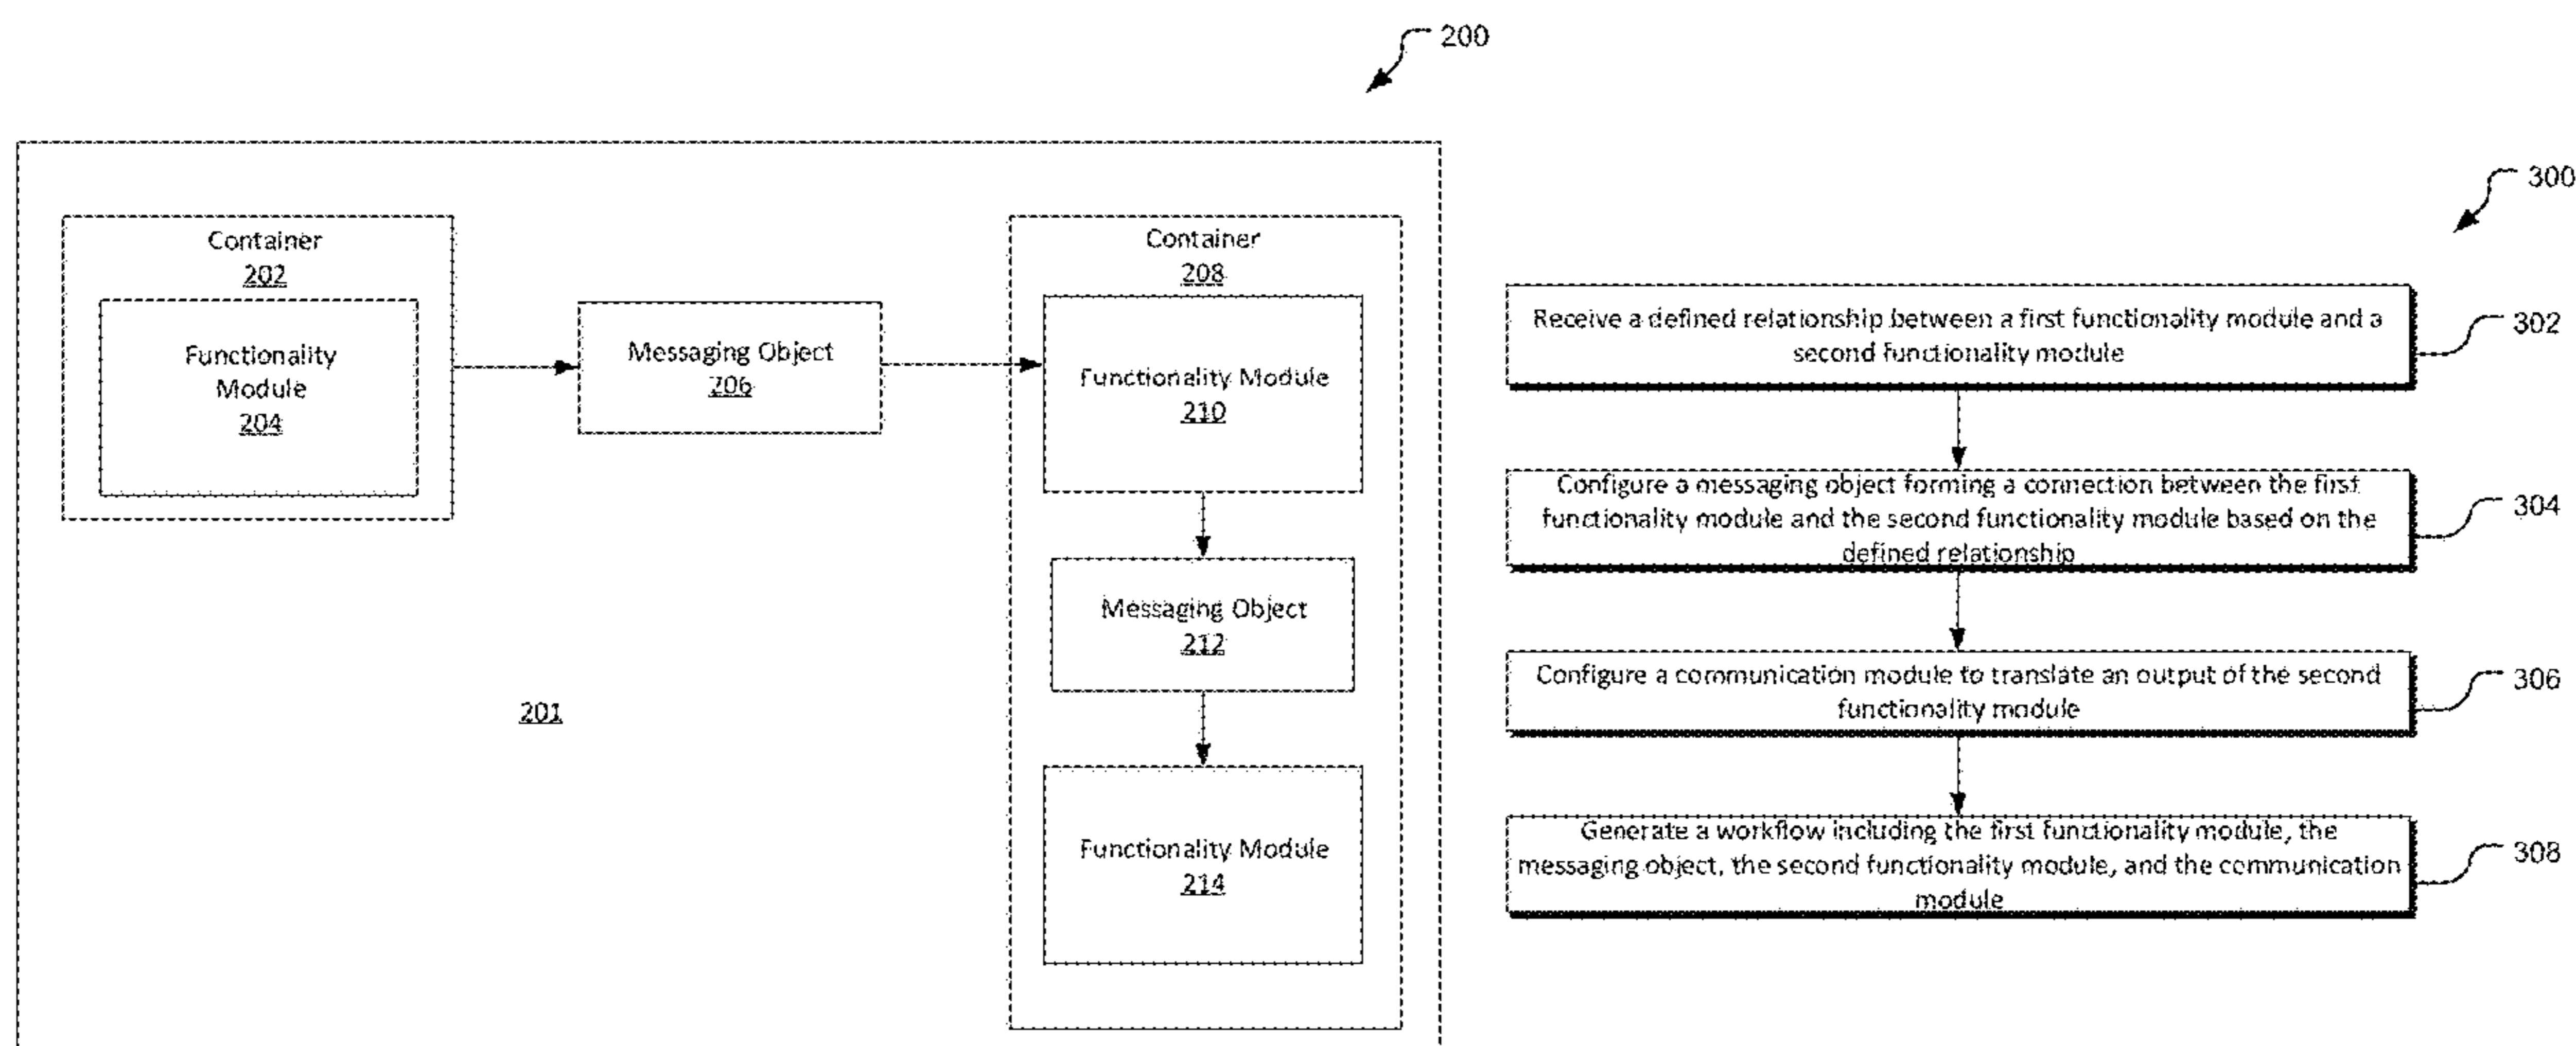 200
Container
202
Functionality
Module
204
Messaging Object
206
Container
208
Functionality Module
210
Messaging Object
212
Functionality Module
214
201
300
Receive a defined relationship between a first functionality module and a
second functionality module
302
Configure a messaging object forming a connection between the first
functionality module and the second functionality module based on the
defined relationship
304
Configure a communication module to translate an output of the second
functionality module
306
Generate a workflow including the first functionality module, the
messaging object, the second functionality module, and the communication
module
308